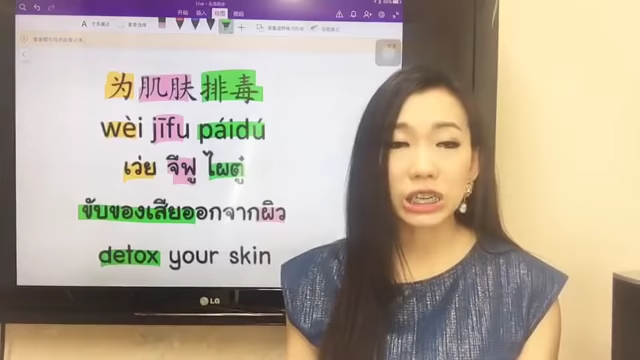 为肌肤排毒
wèi jīfu páidú
เว่ย จีฟู ไผตู๋
ขับของเสียออกจากผิว
detox your skin
LG